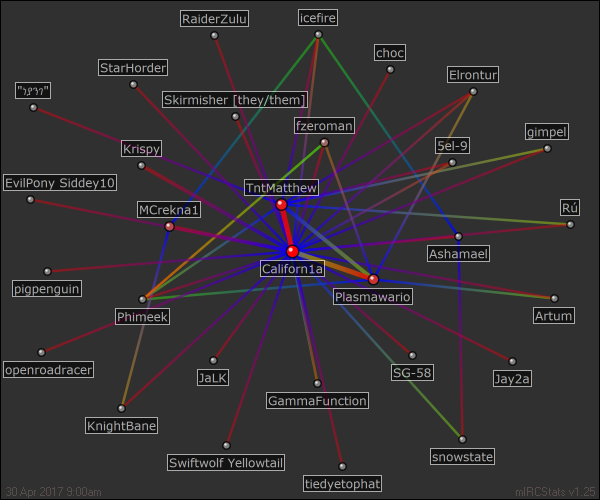 RaiderZulu
icefire
choc
StarHorder
Elrontur
Skirmisher [they/them]
fzeroman
gimpel
Krispy
5el-9
EvilPony Siddey10
TntMatthew
MCrekna1
Rú
Ashamael
Californ1a
pigpenguin
Plasmawario
Phimeek
Artum
openroadracer
JaLK
SG-58
Jay2a
GammaFunction
KnightBane
snowstate
Swiftwolf Yellowtail
tiedyetophat
30 Apr 2017 9:00am
mIRCStats v1.25